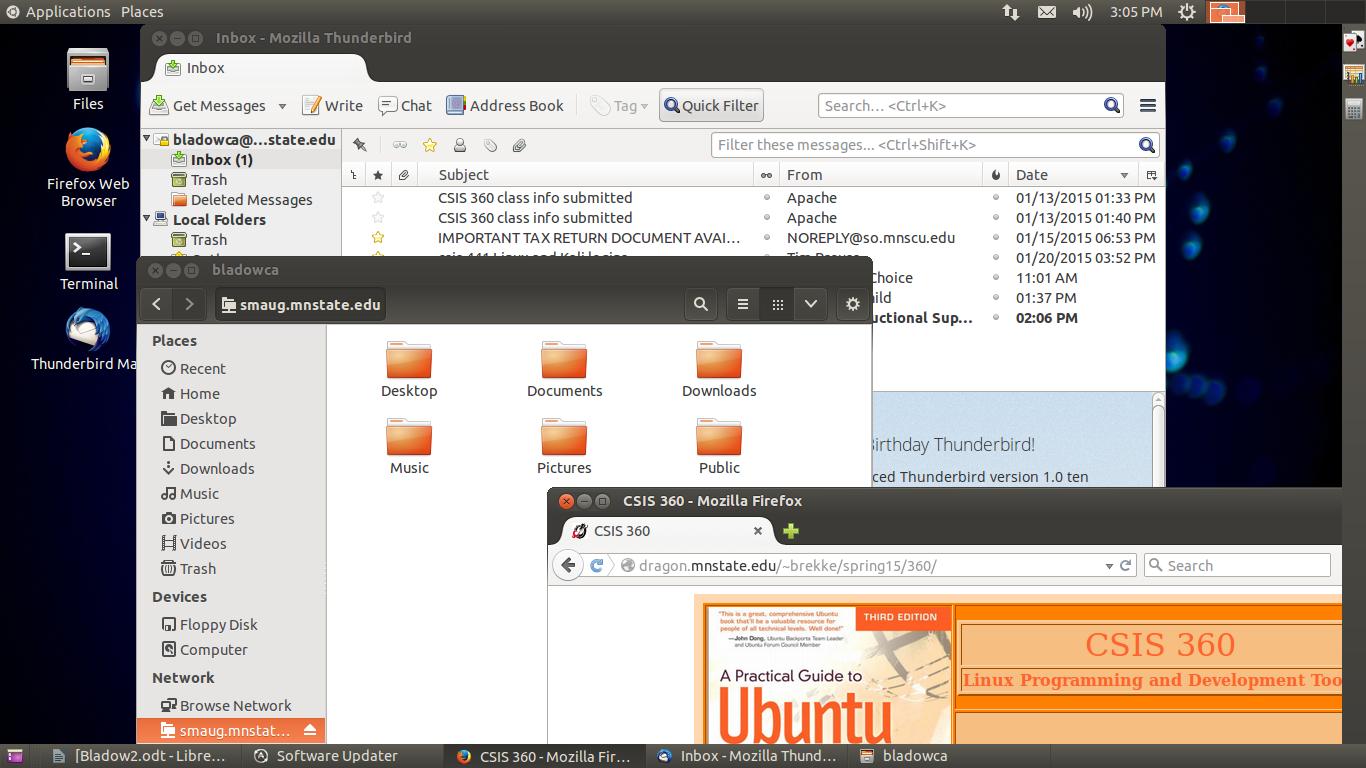 Applications Places
3:05 PM
Files
Firefox Web
Browser
Terminal
Thunderbird Ma
Inbox - Mozilla Thunderbird
Inbox
Get Messages Write Chat Address Book Tag Quick Filter Search... <Ctrl+K>
bladowca@...state.edu
Inbox (1)
Trash
Deleted Messages
Local Folders
Trash
Filter these messages... <Ctrl+Shift+K>
Subject From Date
CSIS 360 class info submitted Apache 01/13/2015 01:33 PM
CSIS 360 class info submitted Apache 01/13/2015 01:40 PM
IMPORTANT TAX RETURN DOCUMENT AVAI... NOREPLY@so.mnscu.edu 01/15/2015 06:53 PM
01/20/2015 03:52 PM
Choice 11:01 AM
ild 01:37 PM
uctional Sup... 02:06 PM
irthday Thunderbird!
ced Thunderbird version 1.0 ten
bladowca
smaug.mnstate.edu
Places
Recent
Home
Desktop
Documents
Downloads
Music
Pictures
Videos
Trash
Devices
Floppy Disk
Computer
Network
Browse Network
smaug.mnstat...
Desktop Documents Downloads
Music Pictures Public
CSIS 360 - Mozilla Firefox
CSIS 360
dragon.mnstate.edu/~brekke/spring15/360/ Search
"This is a great, comprehensive Ubuntu
book that'll be a valuable resource for
people of all technical levels. Well done!"
—John Dong, Ubuntu Backports Team Leader
and Ubuntu Forum Council Member
THIRD EDITION
A Practical Guide to
Ubuntu
CSIS 360
Linux Programming and Development Too
[Bladow2.odt - Libre... Software Updater CSIS 360 - Mozilla Fir... Inbox - Mozilla Thund... bladowca